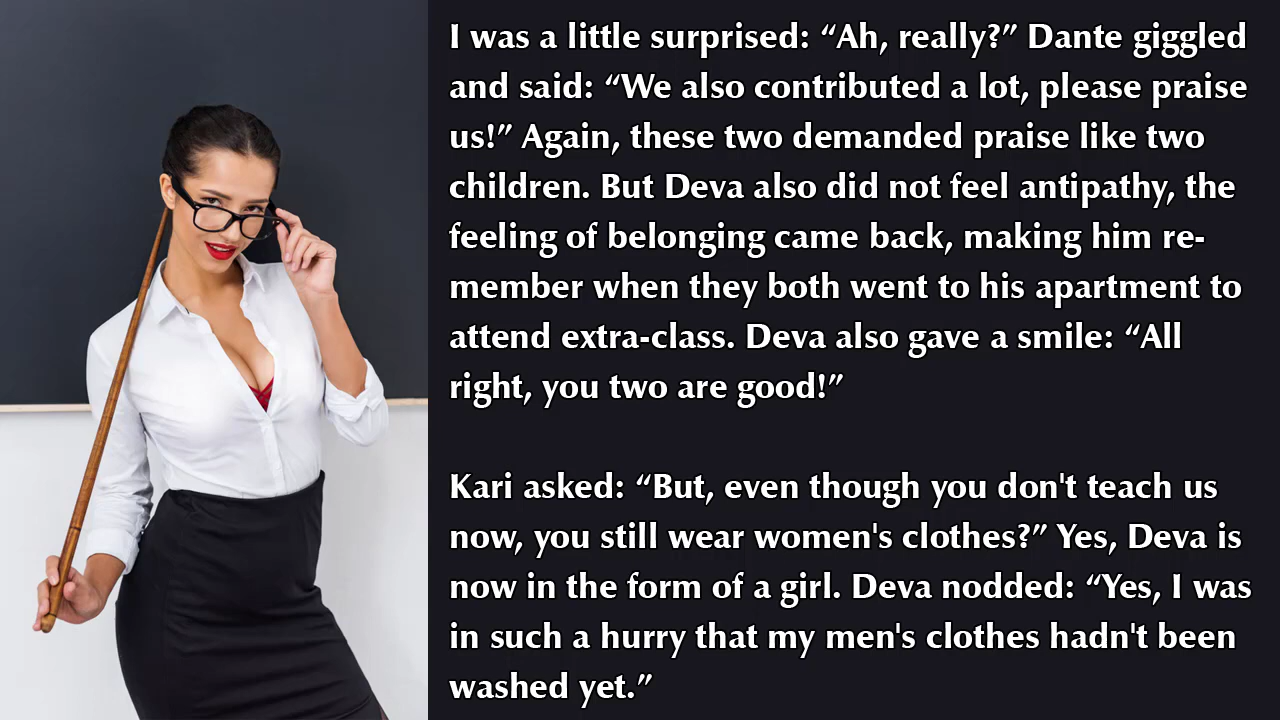 I was a little surprised: “Ah, really?” Dante giggled
and said: “We also contributed a lot, please praise
us!” Again, these two demanded praise like two
children. But Deva also did not feel antipathy, the
feeling of belonging came back, making him re-
member when they both went to his apartment to
attend extra-class. Deva also gave a smile: “All
right, you two are good!”
Kari asked: “But, even though you don't teach us
now, you still wear women's clothes?” Yes, Deva is
now in the form of a girl. Deva nodded: “Yes, I was
in such a hurry that my men's clothes hadn't been
washed yet.”